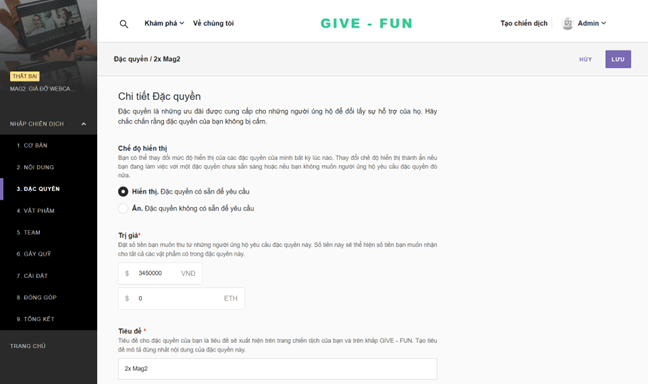 Khám phá
Về chúng tôi
GIVE - FUN
Tạo chiến dịch
Admin
Đặc quyền / 2x Mag2
HỦY
LƯU
THẤT BẠI
MAG2: GIÁ ĐỠ WEBCA...
NHÁP CHIẾN DỊCH
1. CƠ BẢN
2. NỘI DUNG
3. ĐẶC QUYỀN
4. VẬT PHẨM
5. TEAM
6. GÂY QUỸ
7. CÀI ĐẶT
8. ĐÓNG GÓP
9. TỔNG KẾT
TRANG CHỦ
Chi tiết Đặc quyền
Đặc quyền là những ưu đãi được cung cấp cho những người ủng hộ để đổi lấy sự hỗ trợ của họ. Hãy
chắc chắn rằng đặc quyền của bạn không bị cấm.
Chế độ hiển thị
Bạn có thể thay đổi mức độ hiển thị của các đặc quyền của mình bất kỳ lúc nào. Thay đổi chế độ hiển thị thành ẩn nếu
bạn đang làm việc với một đặc quyền chưa sẵn sàng hoặc nếu bạn không muốn người ủng hộ yêu cầu đặc quyền đó
nữa.
Hiển thị. Đặc quyền có sẵn để yêu cầu
Ẩn. Đặc quyền không có sẵn để yêu cầu
Trị giá*
Đặt số tiền bạn muốn thu từ những người ủng hộ yêu cầu đặc quyền này. Số tiền này sẽ thể hiện số tiền bạn muốn nhận
cho tất cả các vật phẩm có trong đặc quyền này.
$ 3450000 VNĐ
$ 0 ETH
Tiêu đề *
Tiêu đề cho đặc quyền của bạn là tiêu đề sẽ xuất hiện trên trang chiến dịch của bạn và trên khắp GIVE - FUN. Tạo tiêu
đề mô tả đúng nhất nội dung của đặc quyền này.
2x Mag2